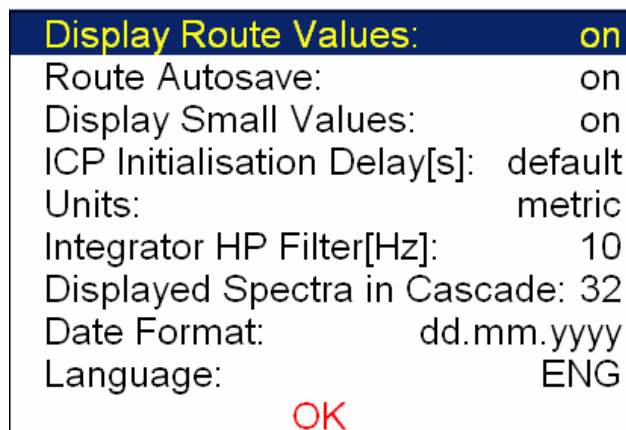 Display Route Values: on
Route Autosave: on
Display Small Values: on
ICP Initialisation Delay[s]: default
Units: metric
Integrator HP Filter[Hz]: 10
Displayed Spectra in Cascade: 32
Date Format: dd.mm.yyyy
Language: ENG
OK